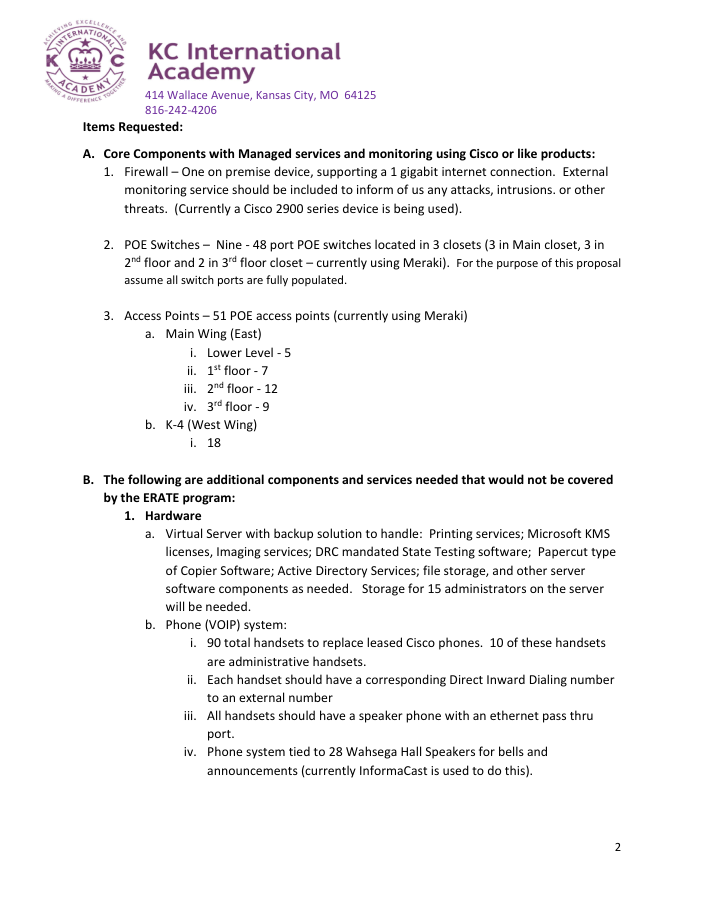 ACHIEVING EXCELLENCE AND
INTERNATIONAL
K C
ACADEMY
MAKING A DIFFERENCE TOGETHER
KC International
Academy
414 Wallace Avenue, Kansas City, MO  64125
816-242-4206
Items Requested:
A. Core Components with Managed services and monitoring using Cisco or like products:
1. Firewall – One on premise device, supporting a 1 gigabit internet connection.  External
monitoring service should be included to inform of us any attacks, intrusions. or other
threats.  (Currently a Cisco 2900 series device is being used).
2. POE Switches –  Nine - 48 port POE switches located in 3 closets (3 in Main closet, 3 in
2nd floor and 2 in 3rd floor closet – currently using Meraki).  For the purpose of this proposal
assume all switch ports are fully populated.
3. Access Points – 51 POE access points (currently using Meraki)
a. Main Wing (East)
i. Lower Level - 5
ii. 1st floor - 7
iii. 2nd floor - 12
iv. 3rd floor - 9
b. K-4 (West Wing)
i. 18
B. The following are additional components and services needed that would not be covered
by the ERATE program:
1. Hardware
a. Virtual Server with backup solution to handle:  Printing services; Microsoft KMS
licenses, Imaging services; DRC mandated State Testing software;  Papercut type
of Copier Software; Active Directory Services; file storage, and other server
software components as needed.   Storage for 15 administrators on the server
will be needed.
b. Phone (VOIP) system:
i. 90 total handsets to replace leased Cisco phones.  10 of these handsets
are administrative handsets.
ii. Each handset should have a corresponding Direct Inward Dialing number
to an external number
iii. All handsets should have a speaker phone with an ethernet pass thru
port.
iv. Phone system tied to 28 Wahsega Hall Speakers for bells and
announcements (currently InformaCast is used to do this).
2